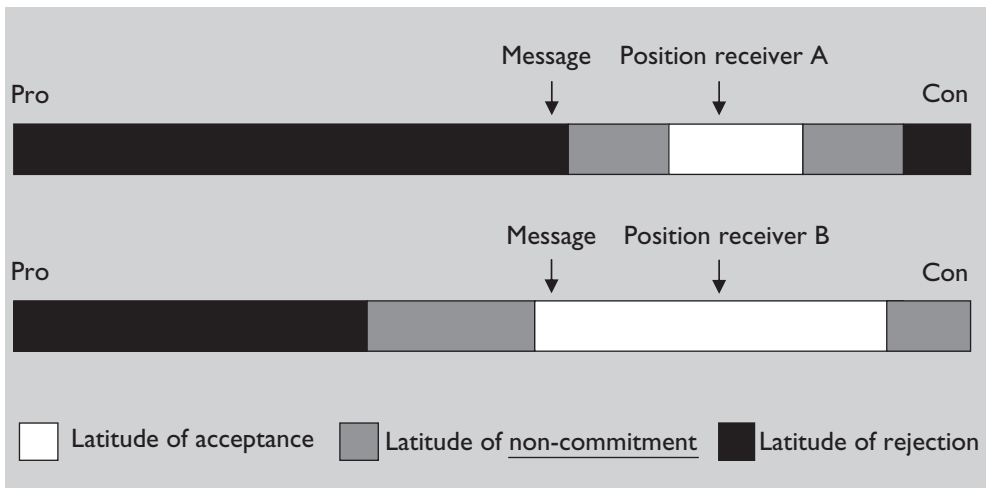 Message Position receiver A
Pro Con
Message Position receiver B
Pro Con
Latitude of acceptance Latitude of non-commitment Latitude of rejection